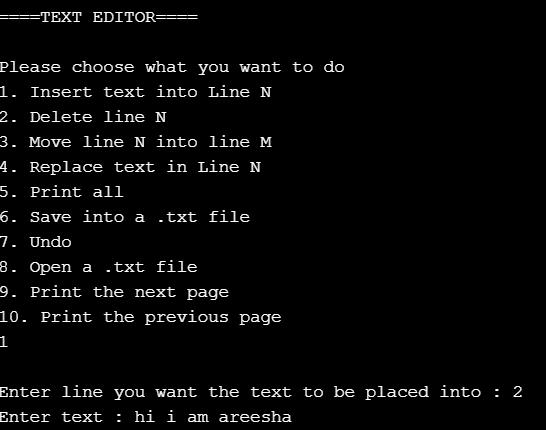 ====TEXT EDITOR====
Please choose what you want to do
1. Insert text into Line N
2. Delete line N
3. Move line N into line M
4. Replace text in Line N
5. Print all
6. Save into a .txt file
7. Undo
8. Open a .txt file
9. Print the next page
10. Print the previous page
1
Enter line you want the text to be placed into : 2
Enter text : hi i am areesha